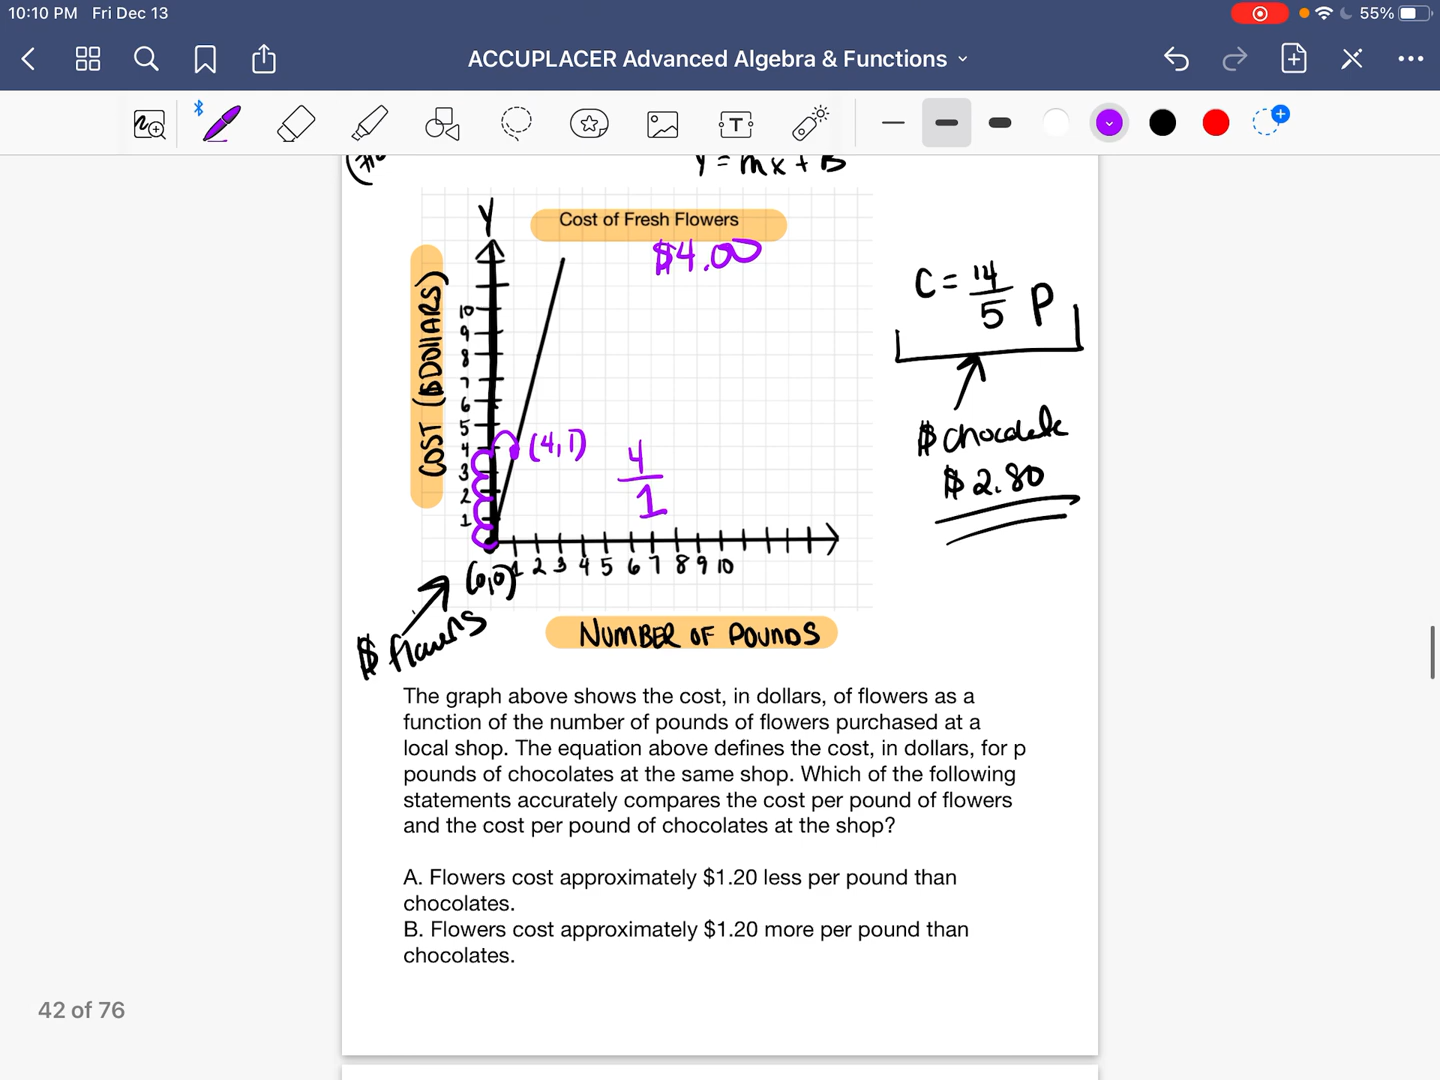 10:10 PM Fri Dec 13
55%
ACCUPLACER Advanced Algebra & Functions
T
y = mx + B
Y
Cost of Fresh Flowers
$4.00
COST ($DOLLARS)
10
9
8
7
6
5
4
3
2
1
(4,1)
4
1
(0,0)
1 2 3 4 5 6 7 8 9 10
NUMBER OF POUNDS
$ flowers
C = 14/5 P
$ chocolate
$2.80
The graph above shows the cost, in dollars, of flowers as a
function of the number of pounds of flowers purchased at a
local shop. The equation above defines the cost, in dollars, for p
pounds of chocolates at the same shop. Which of the following
statements accurately compares the cost per pound of flowers
and the cost per pound of chocolates at the shop?
A. Flowers cost approximately $1.20 less per pound than
chocolates.
B. Flowers cost approximately $1.20 more per pound than
chocolates.
42 of 76